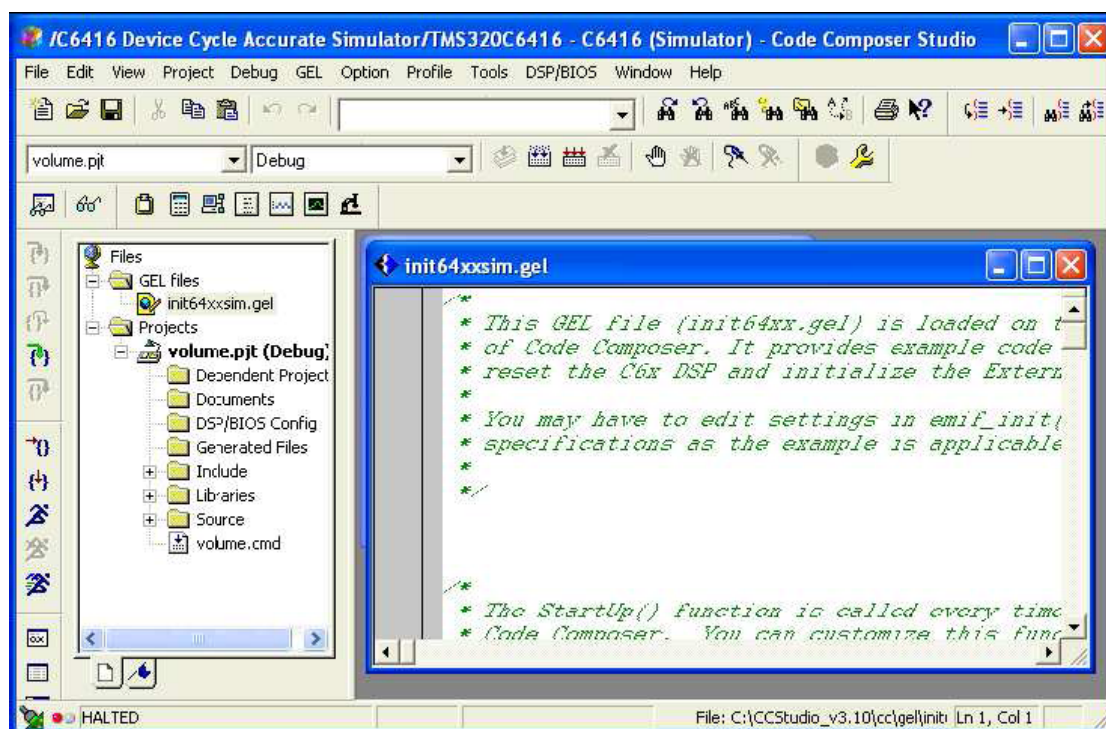 /C6416 Device Cycle Accurate Simulator/TMS320C6416 - C6416 (Simulator) - Code Composer Studio
File Edit View Project Debug GEL Option Profile Tools DSP/BIOS Window Help
volume.pjt Debug
Files
GEL files
init64xxsim.gel
Projects
volume.pjt (Debug)
Dependent Project
Documents
DSP/BIOS Config
Generated Files
Include
Libraries
Source
volume.cmd
init64xxsim.gel
/*
* This GEL file (init64xx.gel) is loaded on t
* of Code Composer. It provides example code
* reset the C6x DSP and initialize the Extern
*
* You may have to edit settings in emif_init(
* specifications as the example is applicable
*
*/
/*
* The StartUp() function is called every time
* Code Composer. You can customize this func
HALTED
File: C:\CCStudio_v3.10\cc\gel\init Ln 1, Col 1